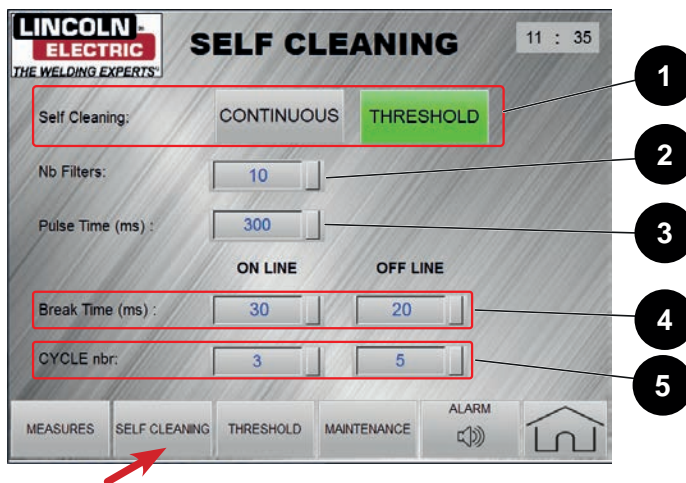 LINCOLN
ELECTRIC
THE WELDING EXPERTS®
SELF CLEANING
11 : 35
Self Cleaning: CONTINUOUS THRESHOLD
1
Nb Filters: 10
2
Pulse Time (ms) : 300
3
ON LINE OFF LINE
Break Time (ms) : 30 20
4
CYCLE nbr: 3 5
5
MEASURES SELF CLEANING THRESHOLD MAINTENANCE ALARM